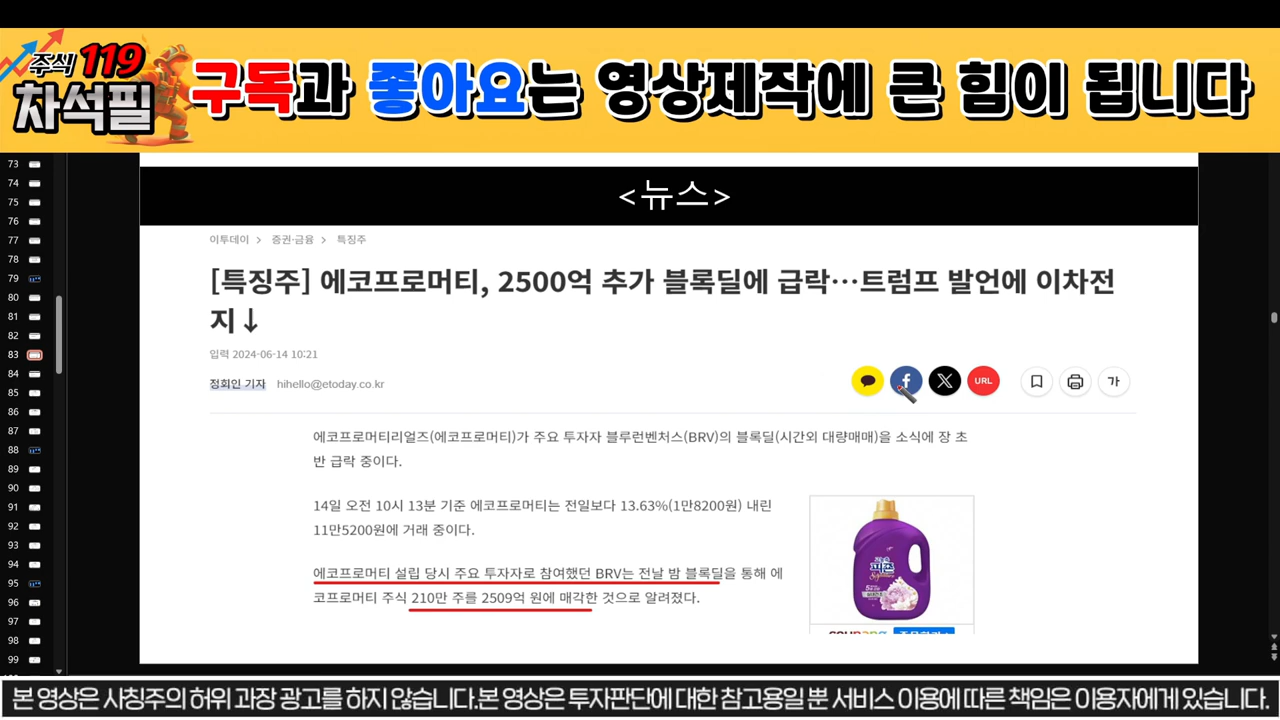 주식 119
차석필
구독과 좋아요는 영상제작에 큰 힘이 됩니다
<뉴스>
이투데이 > 증권·금융 > 특징주
[특징주] 에코프로머티, 2500억 추가 블록딜에 급락…트럼프 발언에 이차전
지↓
입력 2024-06-14 10:21
정회인 기자 hihello@etoday.co.kr
URL
가
에코프로머티리얼즈(에코프로머티)가 주요 투자자 블루런벤처스(BRV)의 블록딜(시간외 대량매매)을 소식에 장 초
반 급락 중이다.
14일 오전 10시 13분 기준 에코프로머티는 전일보다 13.63%(1만8200원) 내린
11만5200원에 거래 중이다.
에코프로머티 설립 당시 주요 투자자로 참여했던 BRV는 전날 밤 블록딜을 통해 에
코프로머티 주식 210만 주를 2509억 원에 매각한 것으로 알려졌다.
피죤
73
74
75
76
77
78
79
80
81
82
83
84
85
86
87
88
89
90
91
92
93
94
95
96
97
98
99
본 영상은 사칭주의 허위 과장 광고를 하지 않습니다.본 영상은 투자판단에 대한 참고용일 뿐 서비스 이용에 따른 책임은 이용자에게 있습니다.